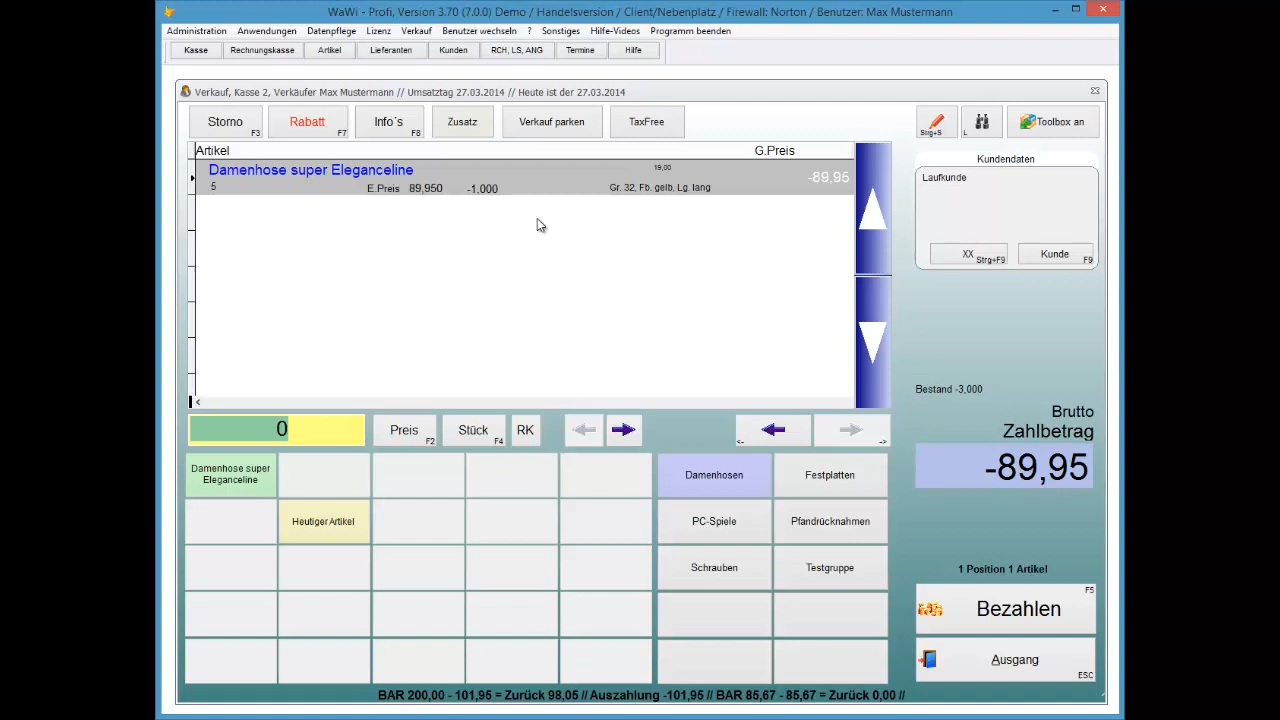 WaWi - Profi, Version 3.70 (7.0.0) Demo / Handelsversion / Client/Nebenplatz / Firewall: Norton / Benutzer: Max Mustermann
Administration Anwendungen Datenpflege Lizenz Verkauf Benutzer wechseln ? Sonstiges Hilfe-Videos Programm beenden
Kasse Rechnungskasse Artikel Lieferanten Kunden RCH, LS, ANG Termine Hilfe
Verkauf, Kasse 2, Verkäufer Max Mustermann // Umsatztag 27.03.2014 // Heute ist der 27.03.2014
Storno F3 Rabatt F7 Info´s F8 Zusatz Verkauf parken TaxFree Strg+S L Toolbox an
Artikel G.Preis
Kundendaten
Damenhose super Eleganceline 19,00 -89,95
5 E.Preis 89,950 -1,000 Gr. 32, Fb. gelb, Lg. lang
Laufkunde
XX Strg+F9 Kunde F9
Bestand -3,000
Brutto
Zahlbetrag
-89,95
0 Preis F2 Stück F4 RK <- ->
Damenhose super
Eleganceline
Damenhosen Festplatten
Heutiger Artikel PC-Spiele Pfandrücknahmen
Schrauben Testgruppe
1 Position 1 Artikel
Bezahlen F5
Ausgang ESC
BAR 200,00 - 101,95 = Zurück 98,05 // Auszahlung -101,95 // BAR 85,67 - 85,67 = Zurück 0,00 //